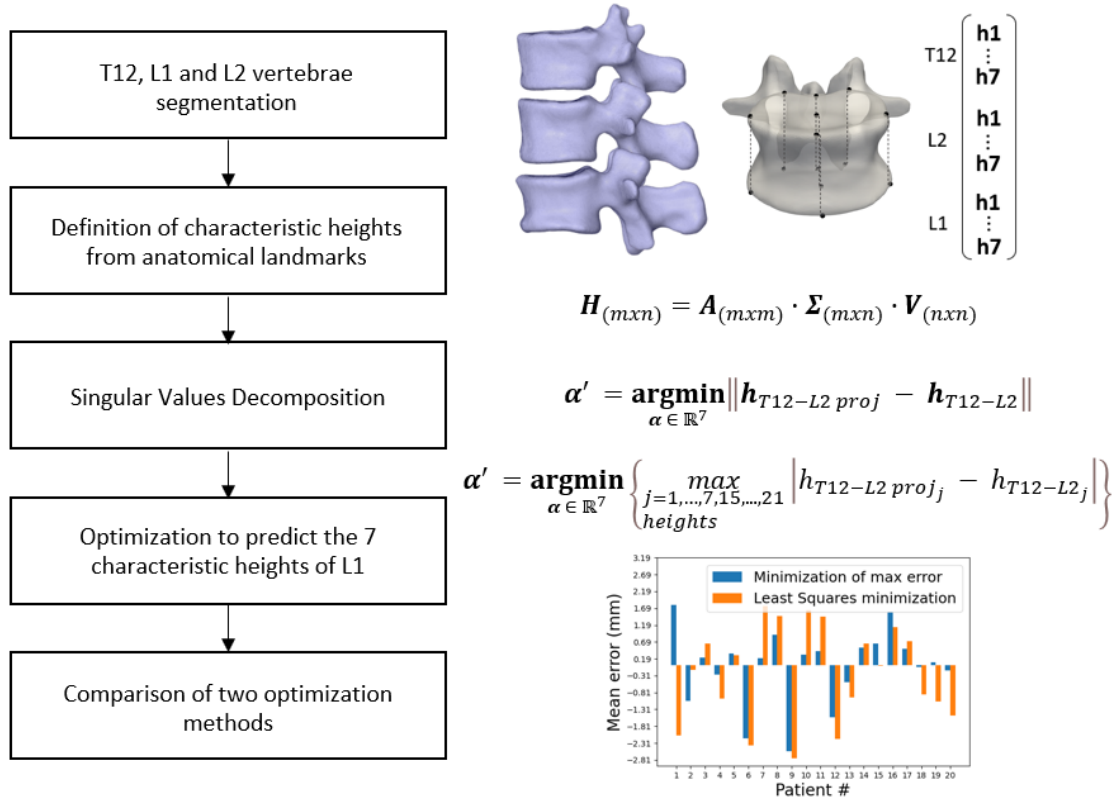 T12, L1 and L2 vertebrae
segmentation
Definition of characteristic heights
from anatomical landmarks
Singular Values Decomposition
Optimization to predict the 7
characteristic heights of L1
Comparison of two optimization
methods
T12
h1
⋮
h7
L2
h1
⋮
h7
L1
h1
⋮
h7
H(mxn) = A(mxm) · Σ(mxn) · V(nxn)
α′ = argmin α ∈ ℝ⁷ ‖h T12−L2 proj − h T12−L2‖
α′ = argmin α ∈ ℝ⁷ { max j=1,…,7,15,…,21 heights |h T12−L2 proj j − h T12−L2 j| }
Minimization of max error
Least Squares minimization
Mean error (mm)
3.19
2.69
2.19
1.69
1.19
0.69
0.19
−0.31
−0.81
−1.31
−1.81
−2.31
−2.81
1 2 3 4 5 6 7 8 9 10 11 12 13 14 15 16 17 18 19 20
Patient #